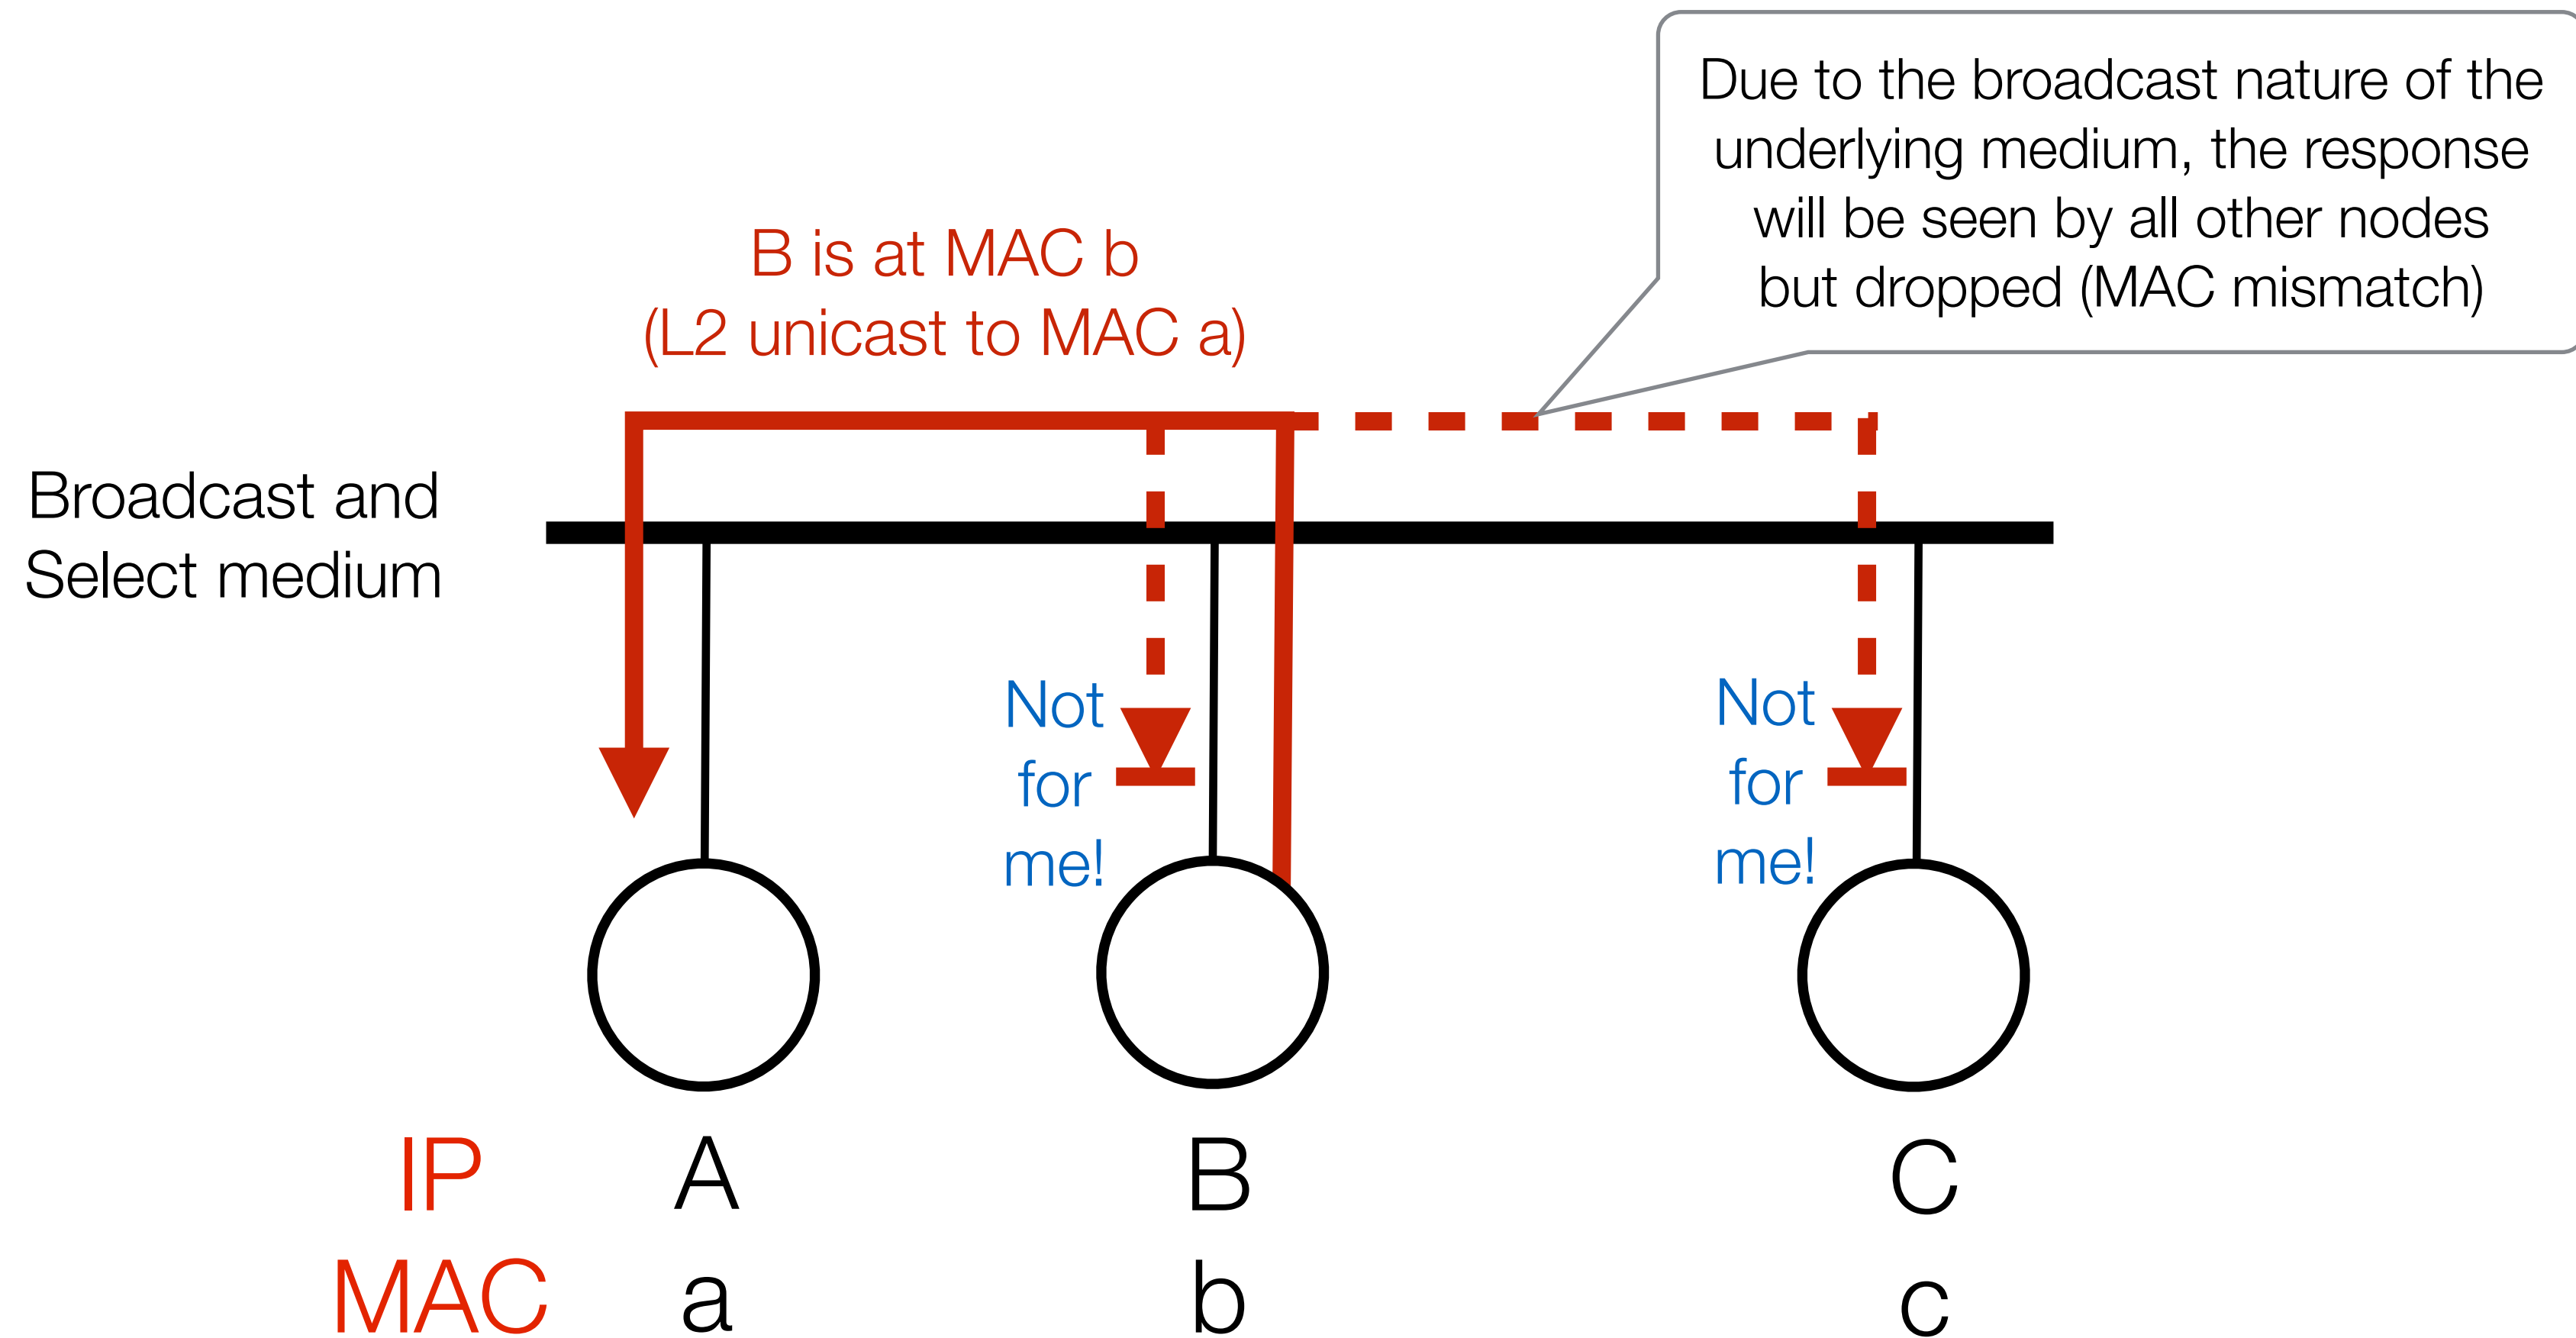 Due to the broadcast nature of the
underlying medium, the response
will be seen by all other nodes
but dropped (MAC mismatch)
B is at MAC b
(L2 unicast to MAC a)
Broadcast and
Select medium
Not
for
me!
Not
for
me!
IP A B C
MAC a b c